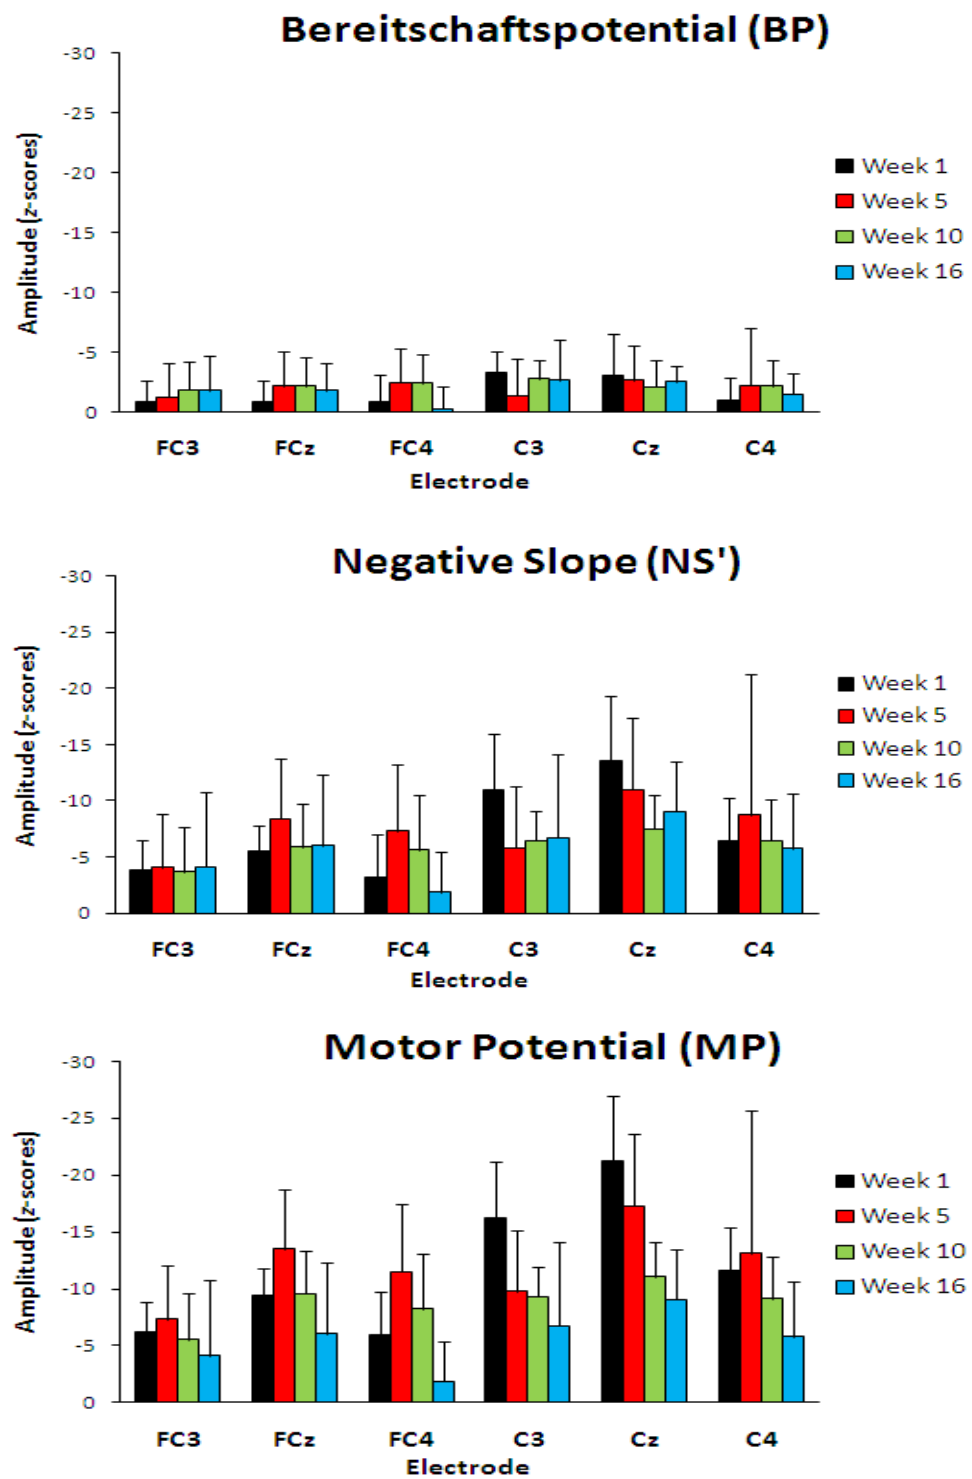 Bereitschaftspotential (BP)
-30
-25
-20
-15
-10
-5
0
Amplitude (z-scores)
FC3 FCz FC4 C3 Cz C4
Electrode
Week 1
Week 5
Week 10
Week 16
Negative Slope (NS')
-30
-25
-20
-15
-10
-5
0
Amplitude (z-scores)
FC3 FCz FC4 C3 Cz C4
Electrode
Week 1
Week 5
Week 10
Week 16
Motor Potential (MP)
-30
-25
-20
-15
-10
-5
0
Amplitude (z-scores)
FC3 FCz FC4 C3 Cz C4
Electrode
Week 1
Week 5
Week 10
Week 16